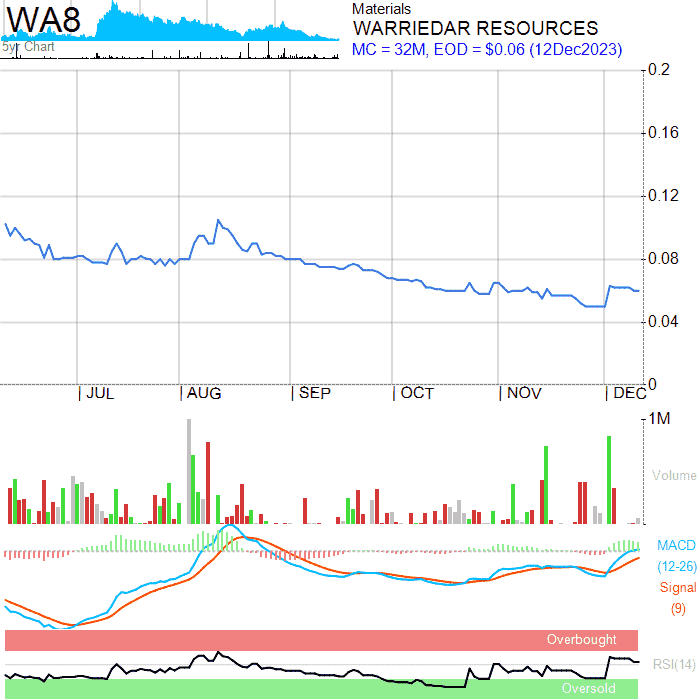 WA8
5yr Chart
Materials
WARRIEDAR RESOURCES
MC = 32M, EOD = $0.06 (12Dec2023)
0.2
0.16
0.12
0.08
0.04
0
JUL AUG SEP OCT NOV DEC
1M
Volume
MACD
(12-26)
Signal
(9)
Overbought
RSI(14)
Oversold